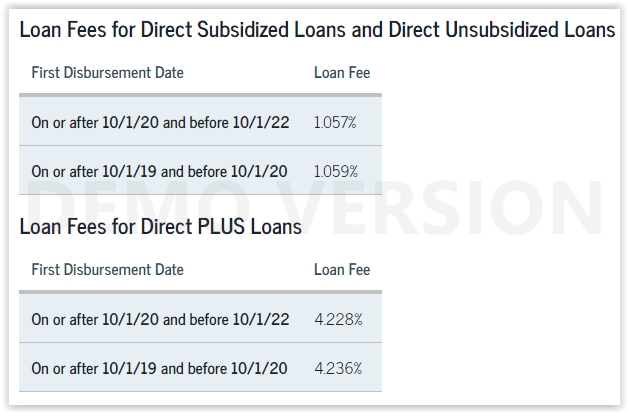 Loan Fees for Direct Subsidized Loans and Direct Unsubsidized Loans
First Disbursement Date Loan Fee
On or after 10/1/20 and before 10/1/22 1.057%
On or after 10/1/19 and before 10/1/20 1.059%
DEMO VERSION
Loan Fees for Direct PLUS Loans
First Disbursement Date Loan Fee
On or after 10/1/20 and before 10/1/22 4.228%
On or after 10/1/19 and before 10/1/20 4.236%